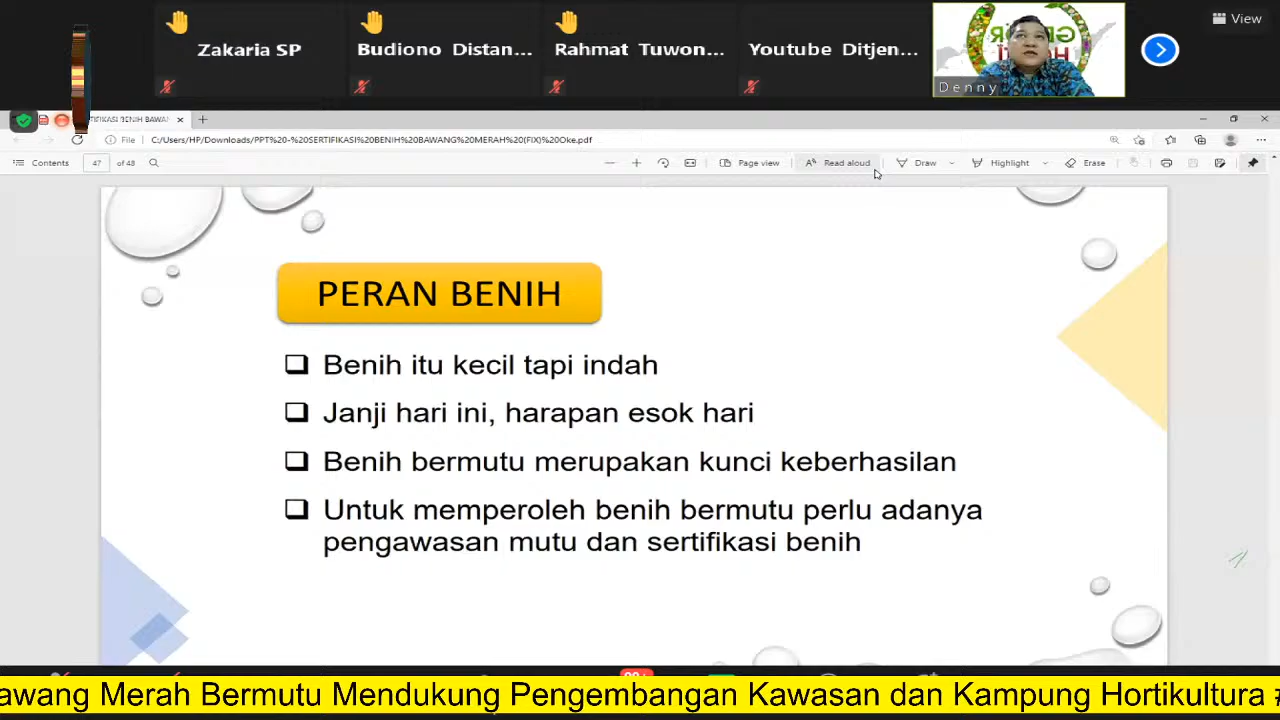 Zakaria SP
Budiono Distan...
Rahmat Tuwon...
Youtube Ditjen...
Denny
View
File
C:/Users/HP/Downloads/PPT%20-%20SERTIFIKASI%20BENIH%20BAWANG%20MERAH%20(FIX)%20Oke.pdf
Contents
47
of 48
Page view
Read aloud
Draw
Highlight
Erase
PERAN BENIH
Benih itu kecil tapi indah
Janji hari ini, harapan esok hari
Benih bermutu merupakan kunci keberhasilan
Untuk memperoleh benih bermutu perlu adanya
pengawasan mutu dan sertifikasi benih
awang Merah Bermutu Mendukung Pengembangan Kawasan dan Kampung Hortikultura #